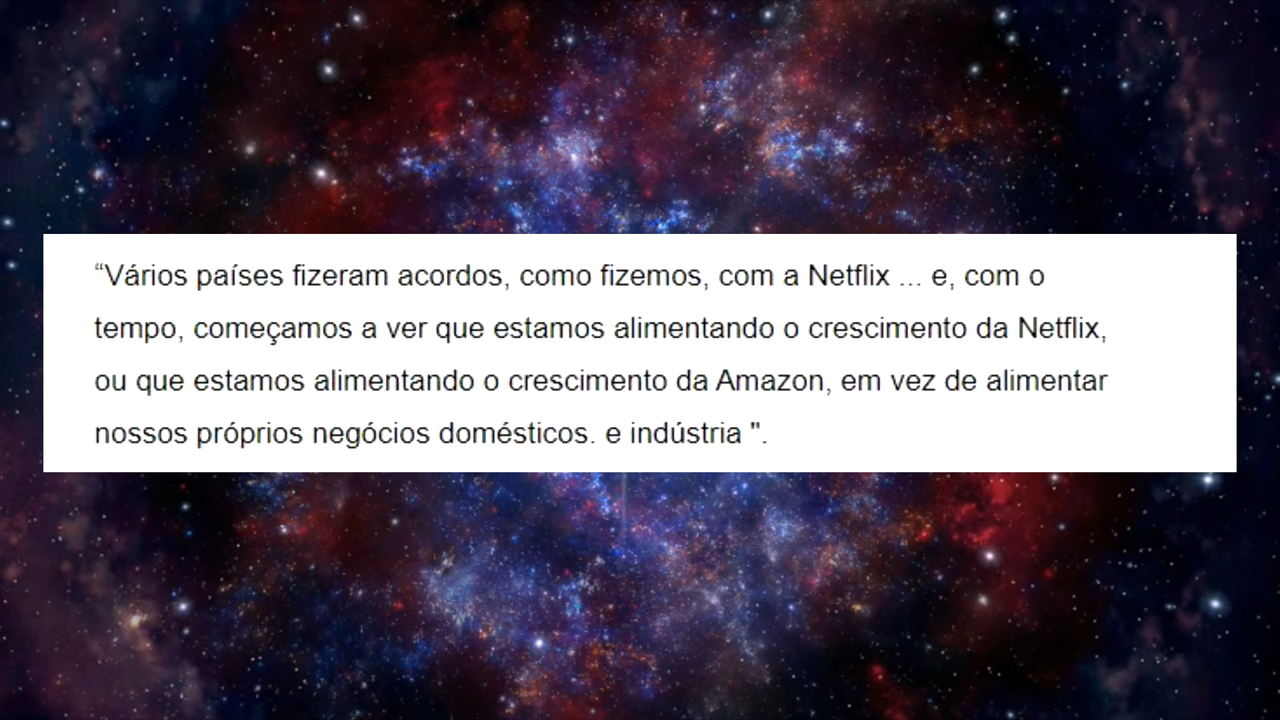 “Vários países fizeram acordos, como fizemos, com a Netflix ... e, com o
tempo, começamos a ver que estamos alimentando o crescimento da Netflix,
ou que estamos alimentando o crescimento da Amazon, em vez de alimentar
nossos próprios negócios domésticos. e indústria ".